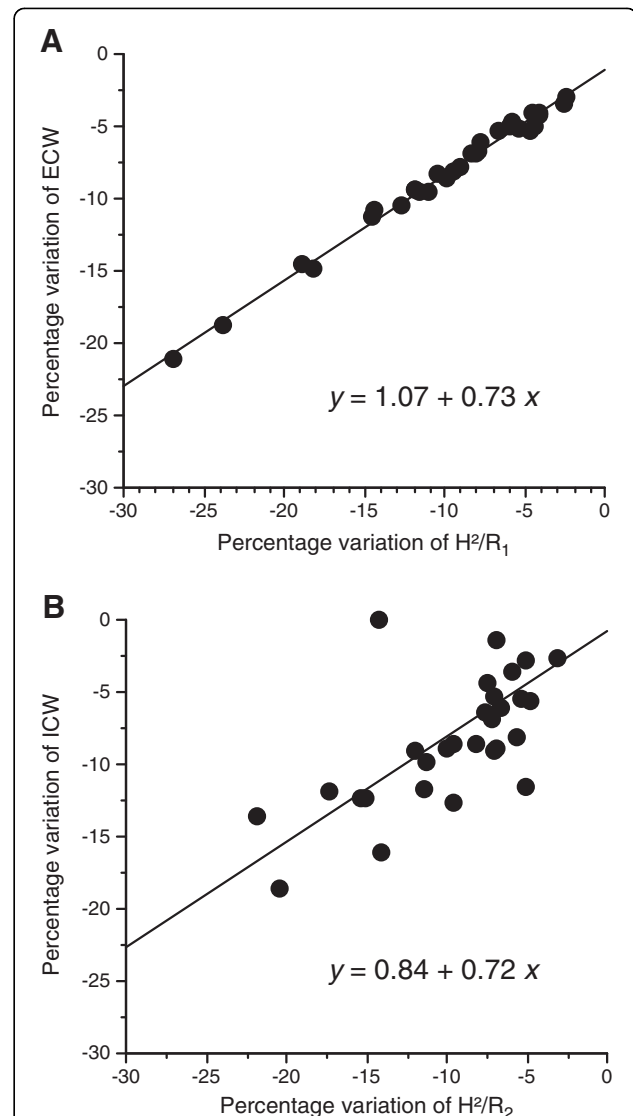 A
0
-5
-10
-15
-20
-25
-30
Percentage variation of ECW
y = 1.07 + 0.73 x
-30 -25 -20 -15 -10 -5 0
Percentage variation of H²/R₁
B
0
-5
-10
-15
-20
-25
-30
Percentage variation of ICW
y = 0.84 + 0.72 x
-30 -25 -20 -15 -10 -5 0
Percentage variation of H²/R₂